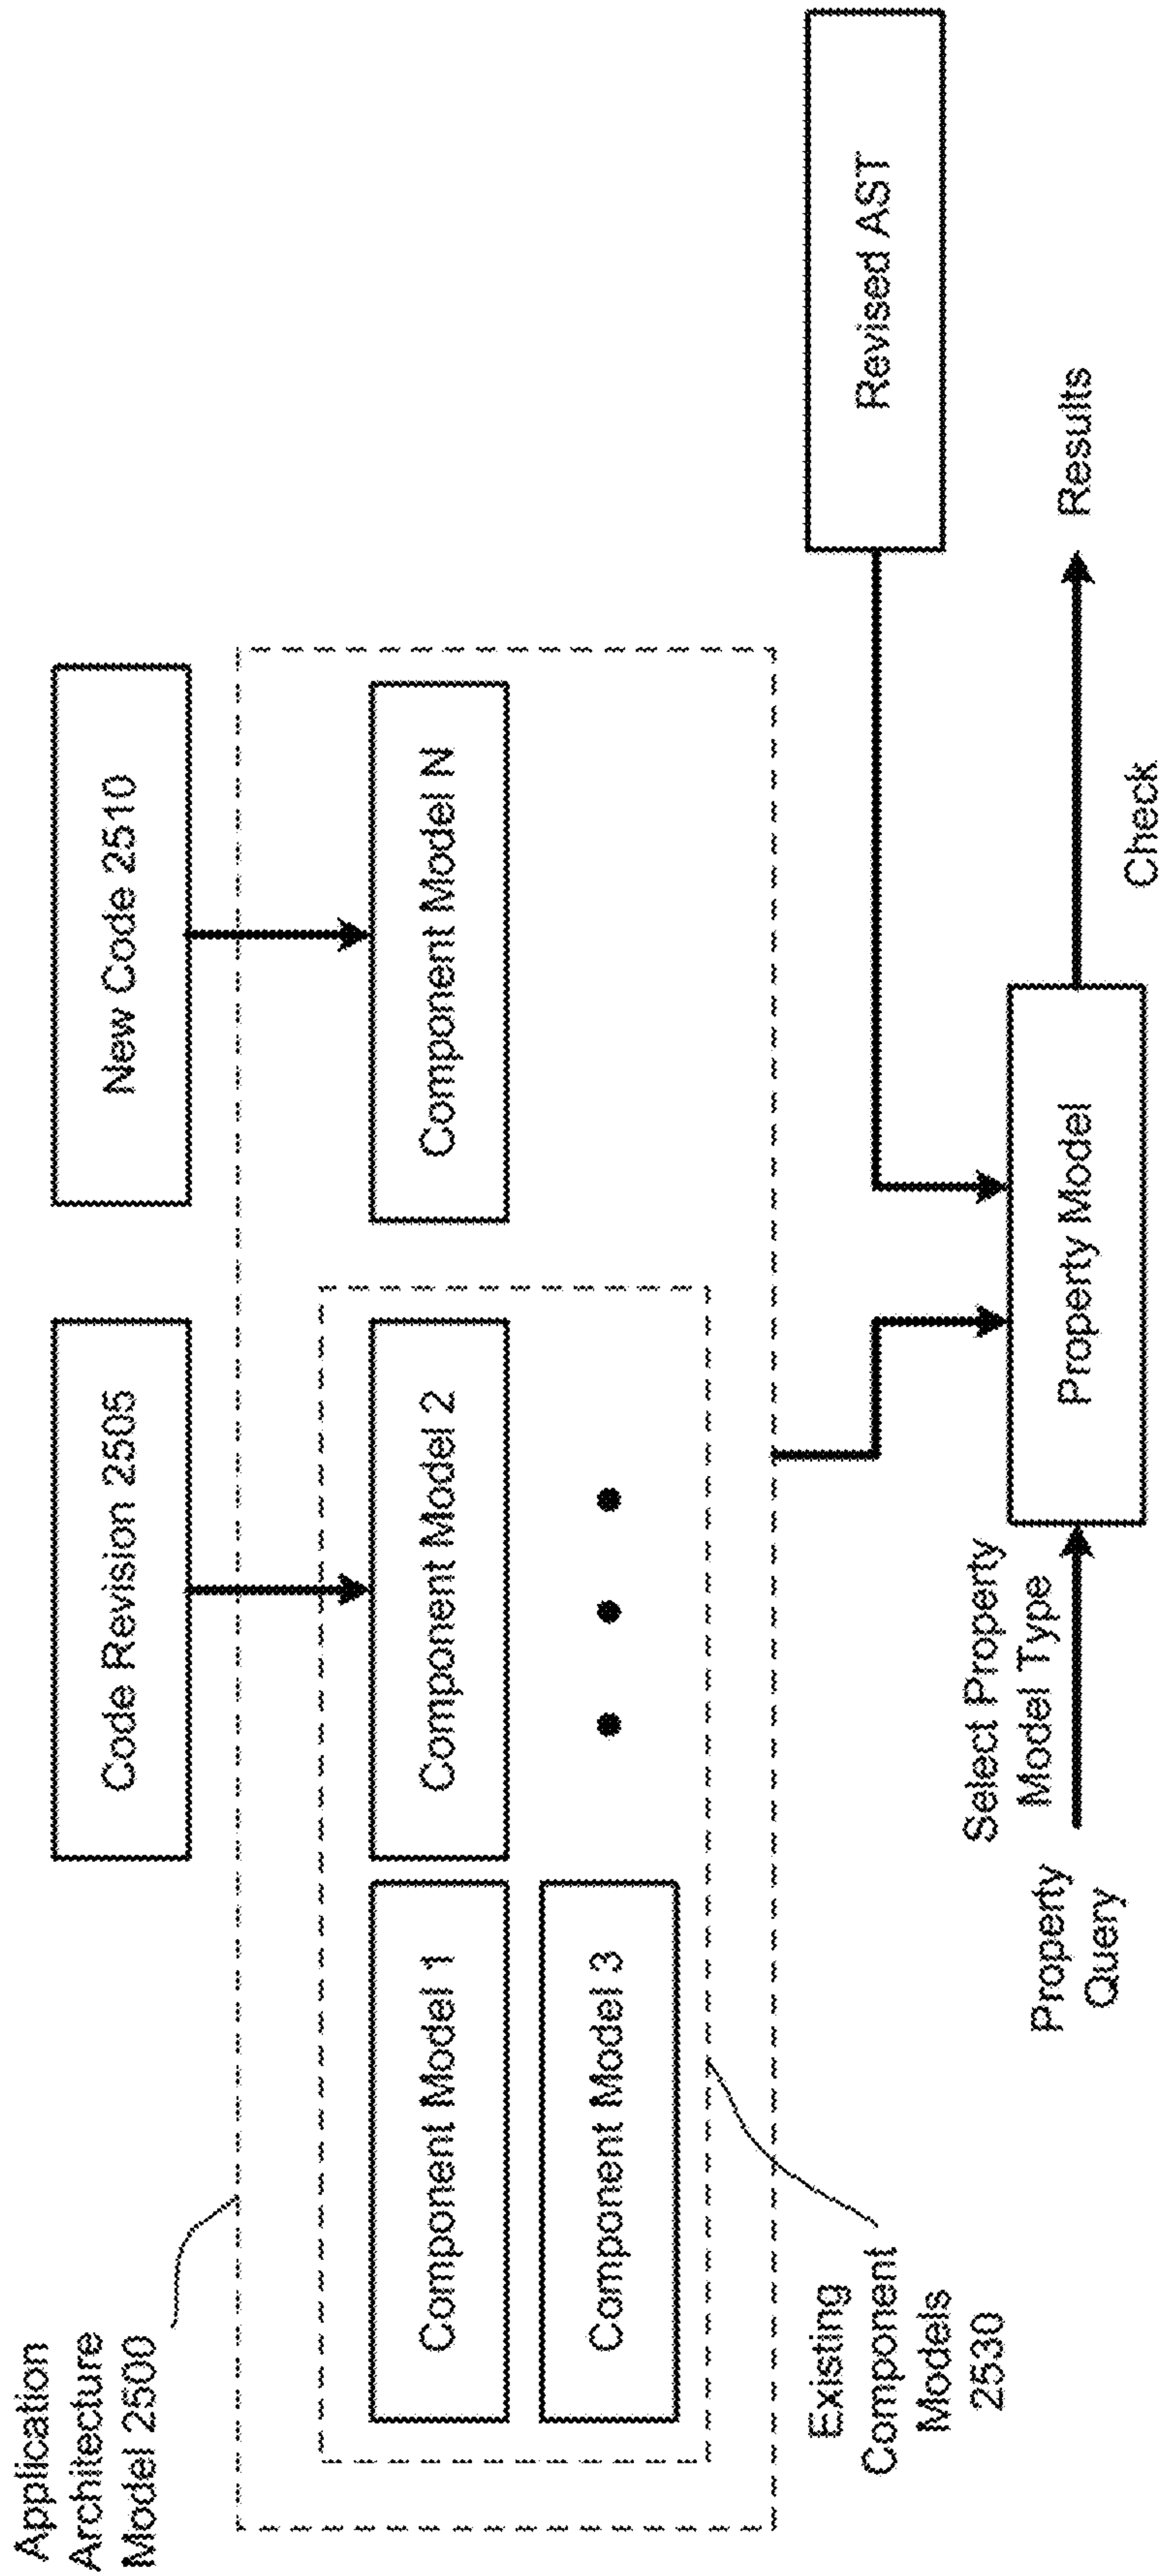 Application
Architecture
Model 2500
Code Revision 2505
New Code 2510
Component Model 1
Component Model 2
Component Model N
Component Model 3
Existing
Component
Models
2530
Revised AST
Property
Query
Select Property
Model Type
Property Model
Check
Results